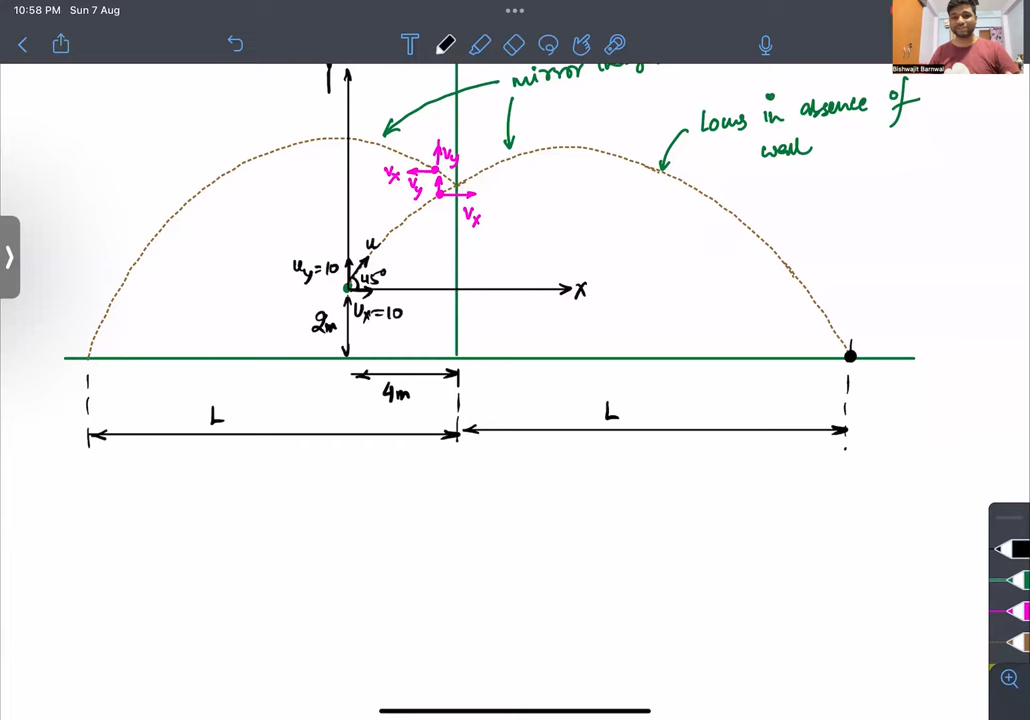 10:58 PM Sun 7 Aug
T
Bishwajit Barnwal
Y
mirror
Locus in absence of
wall
vy
vx
vy
vx
u
uy=10
45°
X
2m
Ux=10
4m
L
L